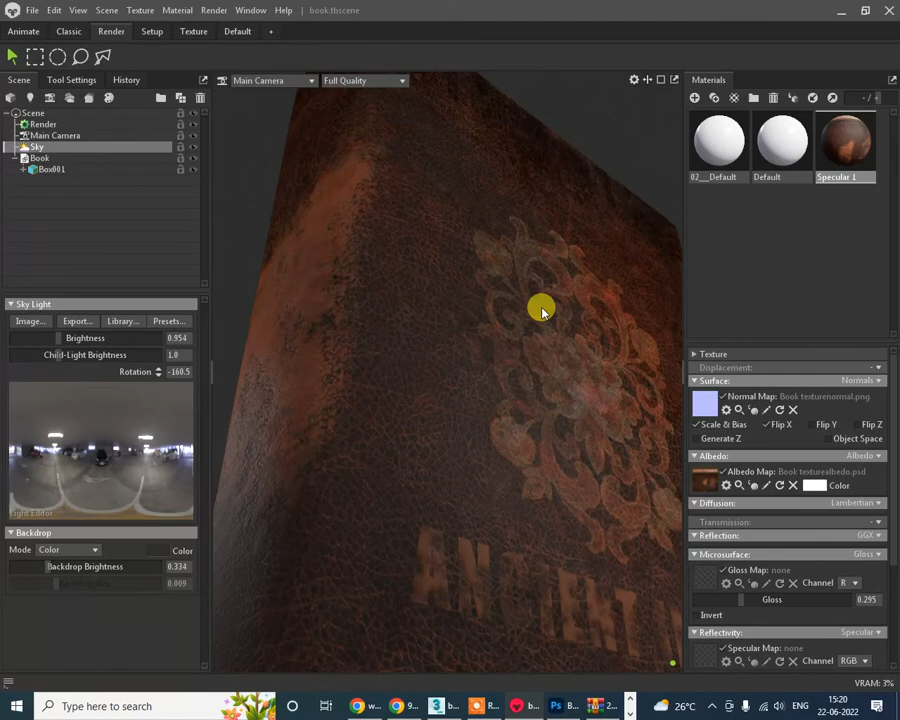 File Edit View Scene Texture Material Render Window Help book.tbscene
Animate Classic Render Setup Texture Default +
Scene Tool Settings History Main Camera Full Quality Materials
-/-
Scene
Render
Main Camera
Sky
Book
Box001
02__Default Default Specular 1
Sky Light
Image... Export... Library... Presets...
Brightness 0.954
Child-Light Brightness 1.0
Rotation -160.5
Light Editor
Backdrop
Mode Color Color
Backdrop Brightness 0.334
0.009
AN
Texture
Displacement:
Surface: Normals
Normal Map: Book texturenormal.png
Scale & Bias Flip X Flip Y Flip Z
Generate Z Object Space
Albedo: Albedo
Albedo Map: Book texturealbedo.psd
Color
Diffusion: Lambertian
Transmission:
Reflection: GGX
Microsurface: Gloss
Gloss Map: none
Channel R
Gloss 0.295
Invert
Reflectivity: Specular
Specular Map: none
Channel RGB
VRAM: 3%
Type here to search
w... 9... b... R... b... B... 2...
26°C ENG 15:20
22-06-2022